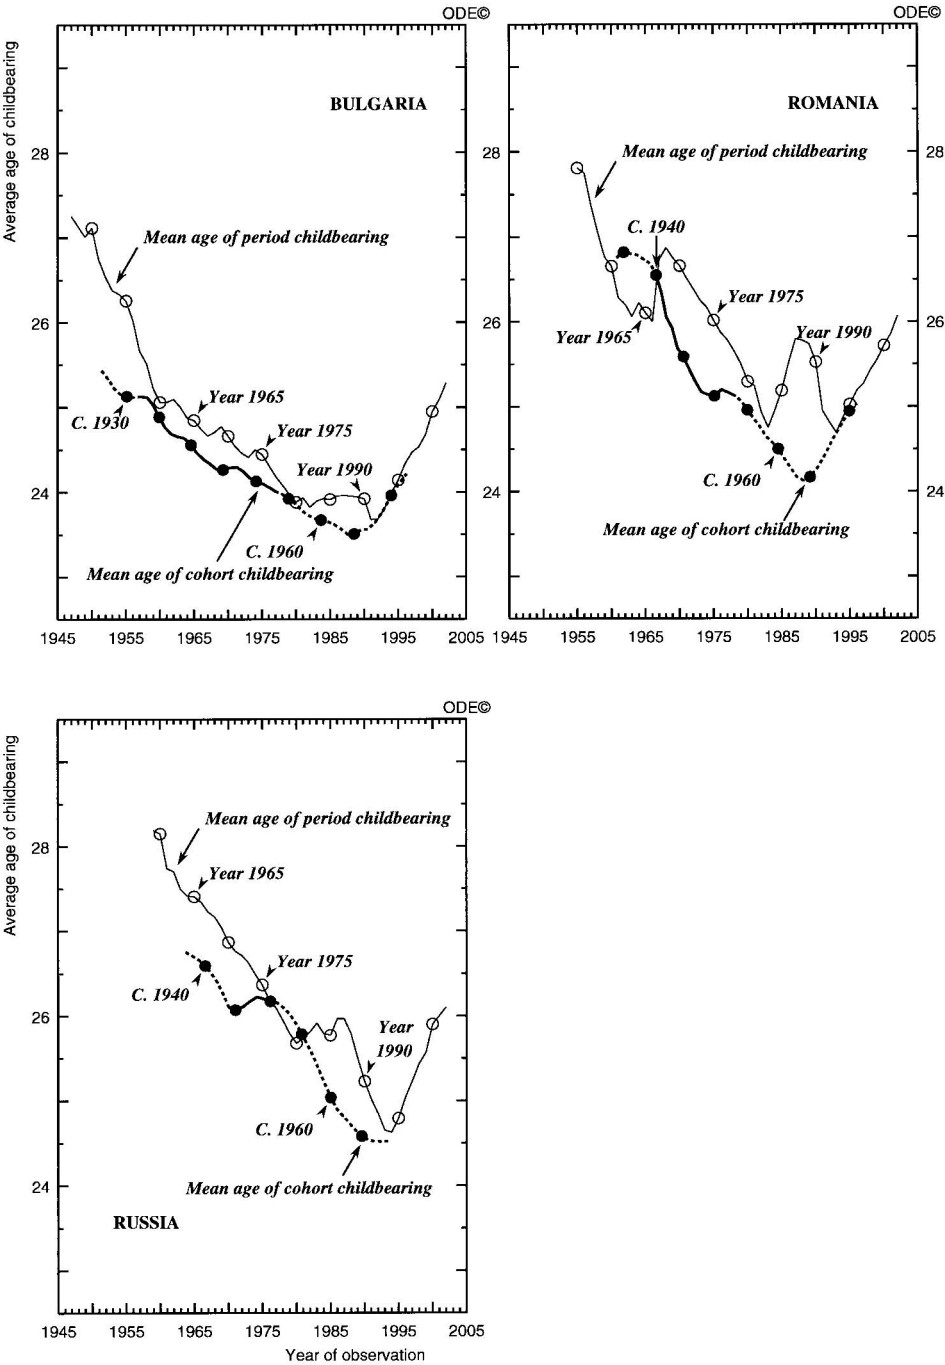 ODE©
BULGARIA
Average age of childbearing
28
26
24
Mean age of period childbearing
C. 1930
Year 1965
Year 1975
Year 1990
C. 1960
Mean age of cohort childbearing
1945 1955 1965 1975 1985 1995 2005
ODE©
ROMANIA
28
26
24
Mean age of period childbearing
C. 1940
Year 1975
Year 1965
Year 1990
C. 1960
Mean age of cohort childbearing
1945 1955 1965 1975 1985 1995 2005
ODE©
Average age of childbearing
28
26
24
Mean age of period childbearing
Year 1965
Year 1975
C. 1940
Year
1990
C. 1960
Mean age of cohort childbearing
RUSSIA
1945 1955 1965 1975 1985 1995 2005
Year of observation